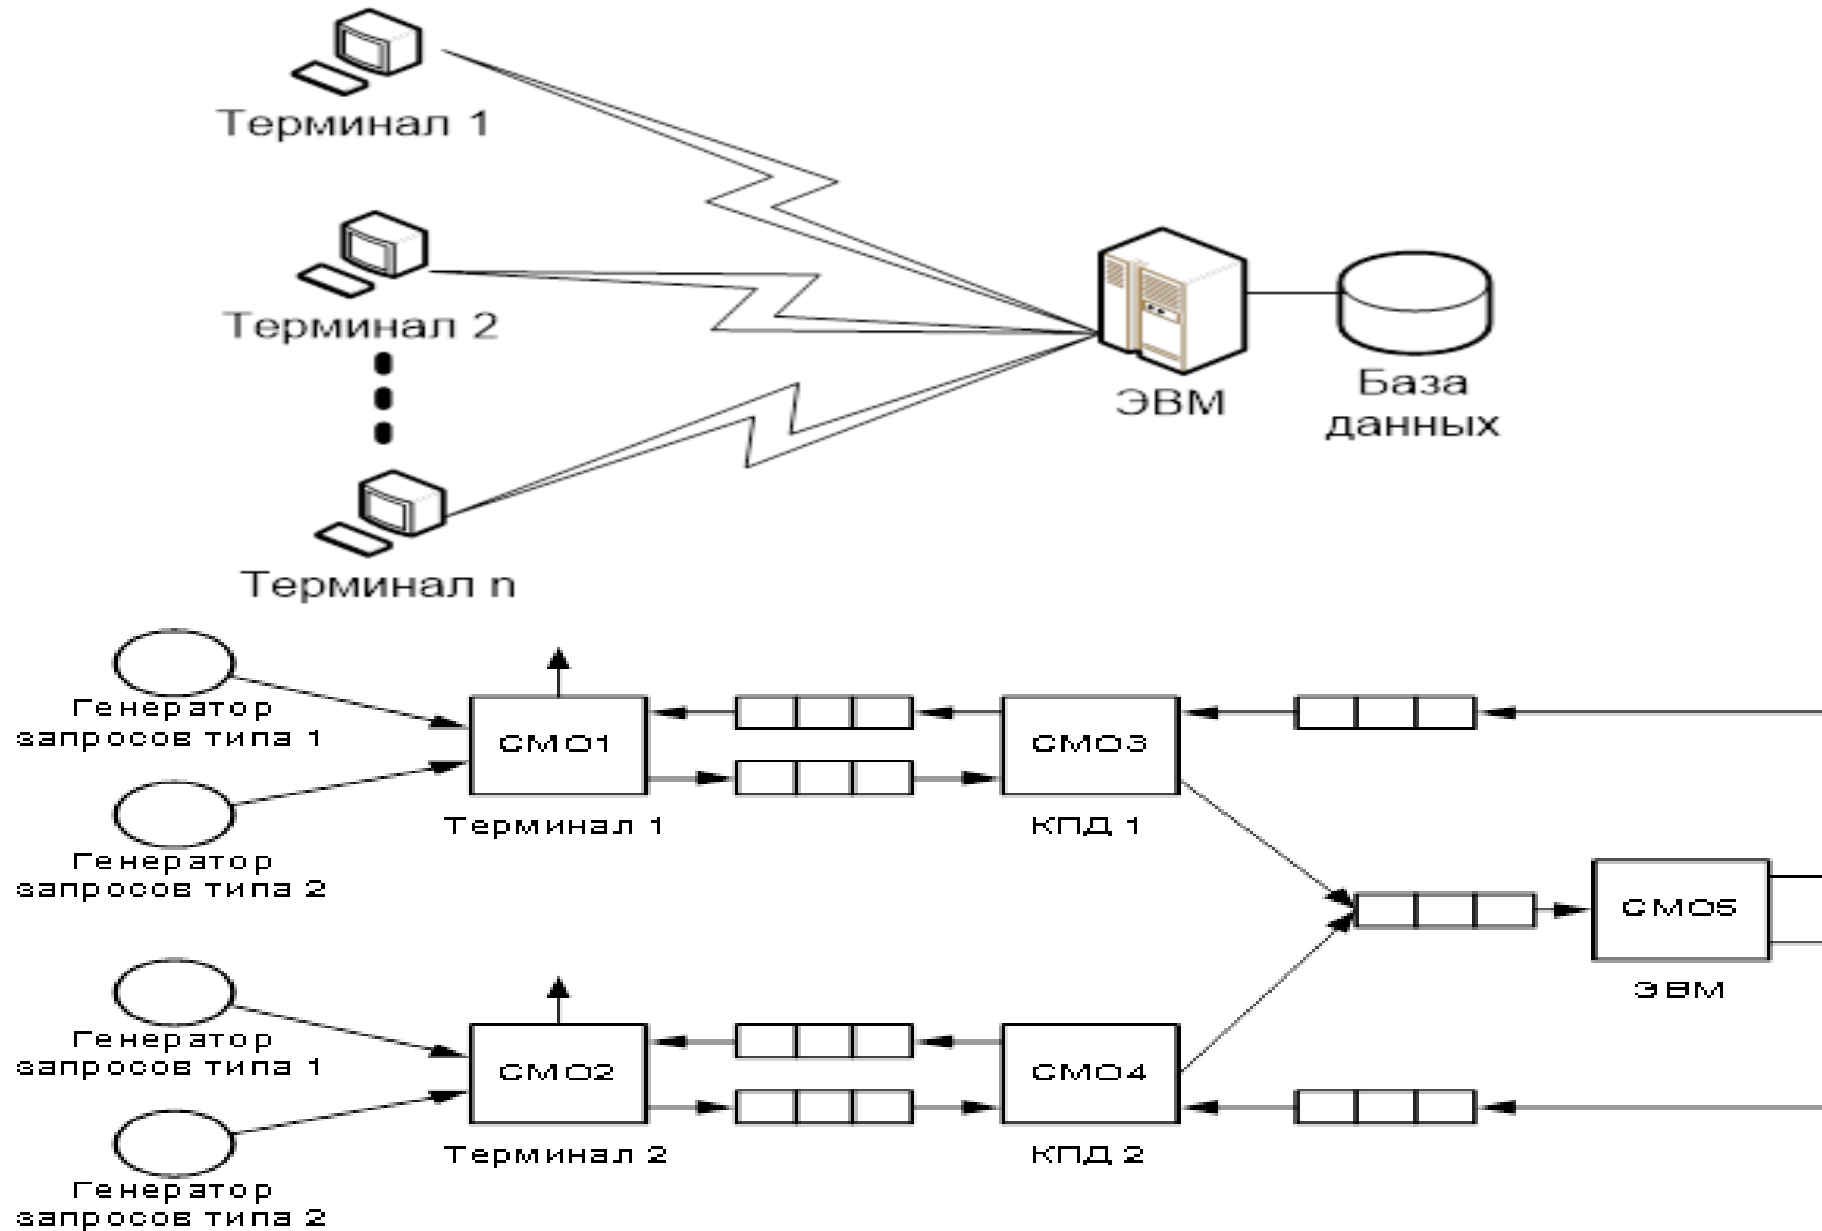 Терминал 1
Терминал 2
ЭВМ
База
данных
Терминал n
Генератор
запросов типа 1
СМО1
СМО3
Терминал 1
КПД 1
Генератор
запросов типа 2
СМО5
ЭВМ
Генератор
запросов типа 1
СМО2
СМО4
Терминал 2
КПД 2
Генератор
запросов типа 2